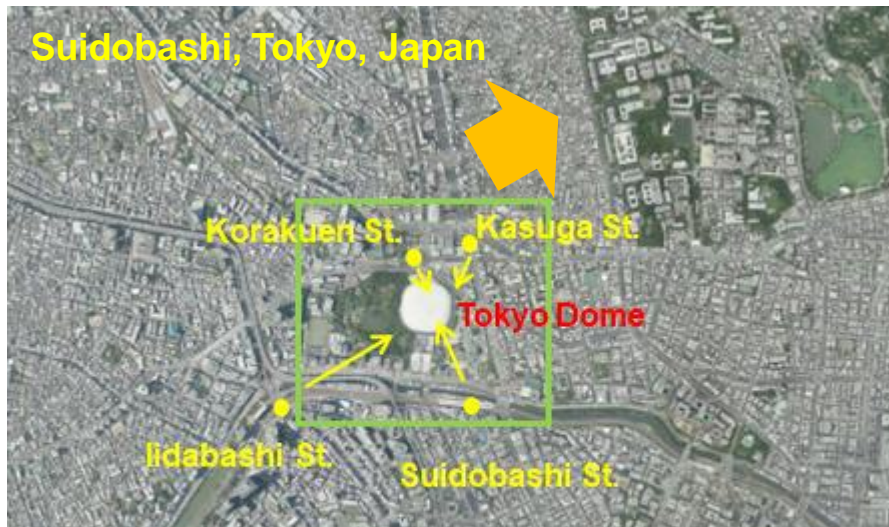 Suidobashi, Tokyo, Japan
Korakuen St.
Kasuga St.
Tokyo Dome
Iidabashi St.
Suidobashi St.